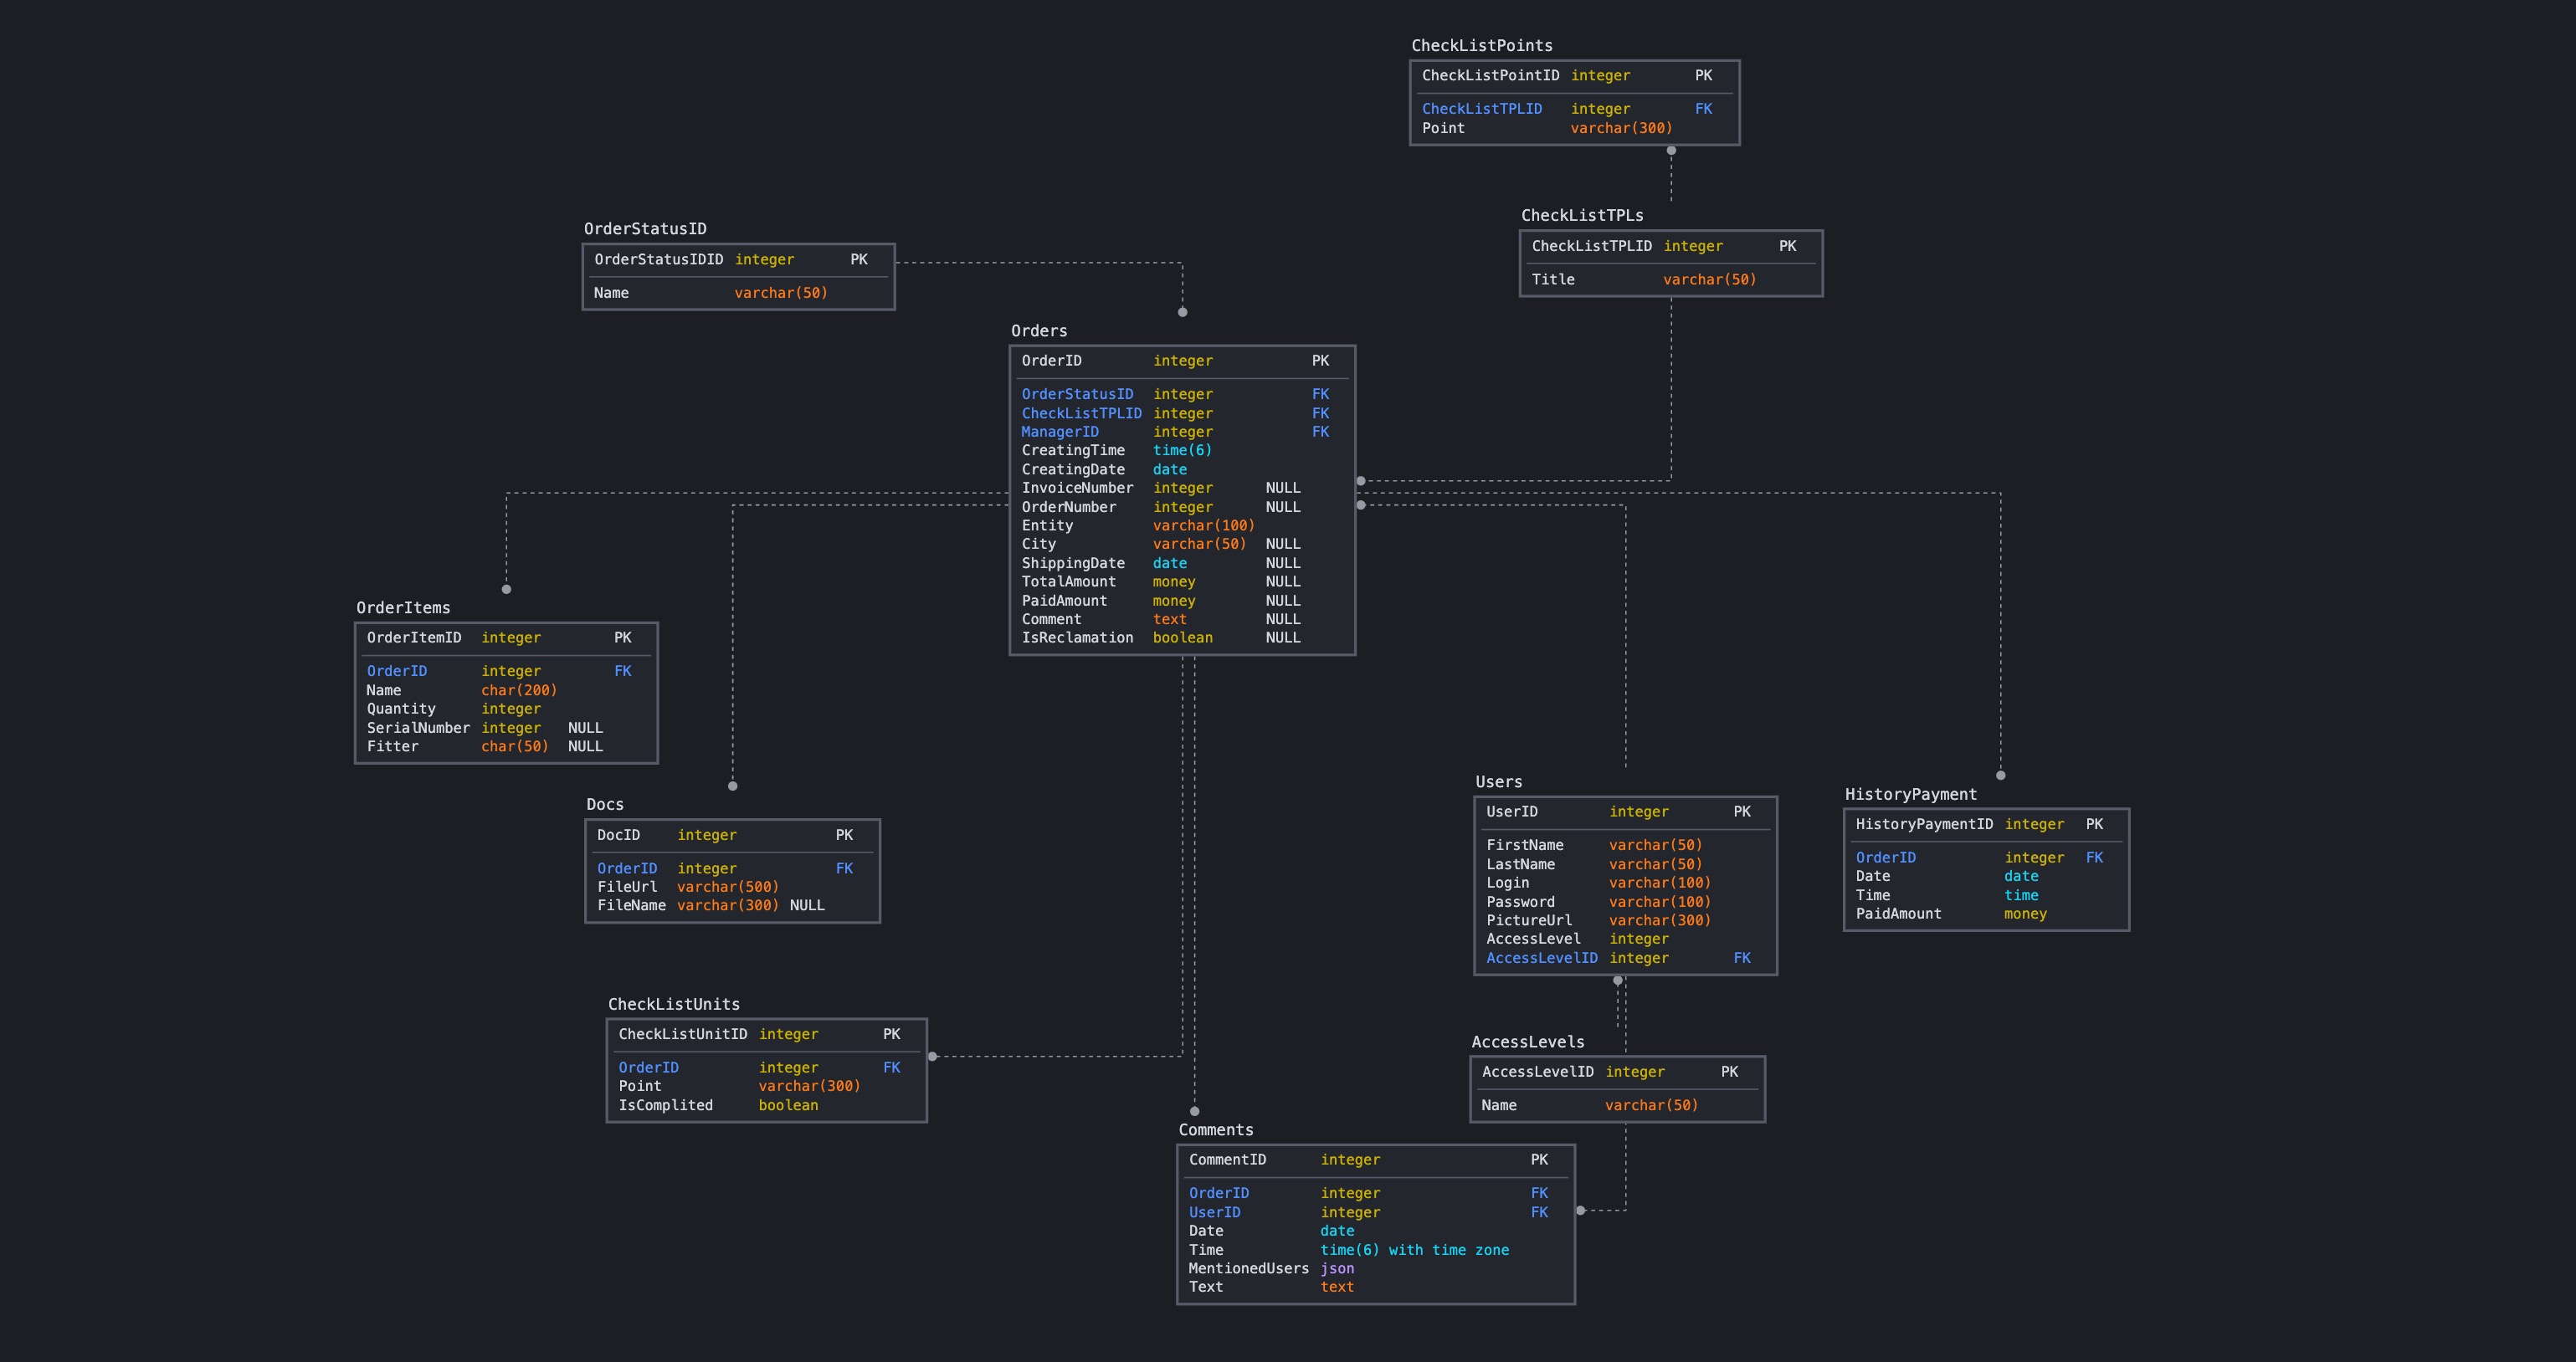 CheckListPoints
CheckListPointID integer PK
CheckListTPLID integer FK
Point varchar(300)
CheckListTPLs
CheckListTPLID integer PK
Title varchar(50)
OrderStatusID
OrderStatusIDID integer PK
Name varchar(50)
Orders
OrderID integer PK
OrderStatusID integer FK
CheckListTPLID integer FK
ManagerID integer FK
CreatingTime time(6)
CreatingDate date
InvoiceNumber integer NULL
OrderNumber integer NULL
Entity varchar(100)
City varchar(50) NULL
ShippingDate date NULL
TotalAmount money NULL
PaidAmount money NULL
Comment text NULL
IsReclamation boolean NULL
OrderItems
OrderItemID integer PK
OrderID integer FK
Name char(200)
Quantity integer
SerialNumber integer NULL
Fitter char(50) NULL
Docs
DocID integer PK
OrderID integer FK
FileUrl varchar(500)
FileName varchar(300) NULL
Users
UserID integer PK
FirstName varchar(50)
LastName varchar(50)
Login varchar(100)
Password varchar(100)
PictureUrl varchar(300)
AccessLevel integer
AccessLevelID integer FK
HistoryPayment
HistoryPaymentID integer PK
OrderID integer FK
Date date
Time time
PaidAmount money
CheckListUnits
CheckListUnitID integer PK
OrderID integer FK
Point varchar(300)
IsComplited boolean
AccessLevels
AccessLevelID integer PK
Name varchar(50)
Comments
CommentID integer PK
OrderID integer FK
UserID integer FK
Date date
Time time(6) with time zone
MentionedUsers json
Text text